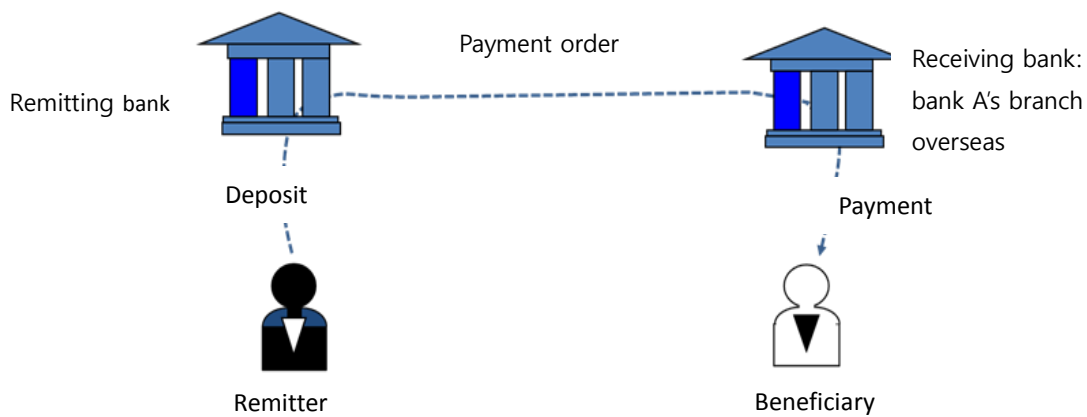 Payment order
Remitting bank
Receiving bank:
bank A's branch
overseas
Deposit
Payment
Remitter
Beneficiary